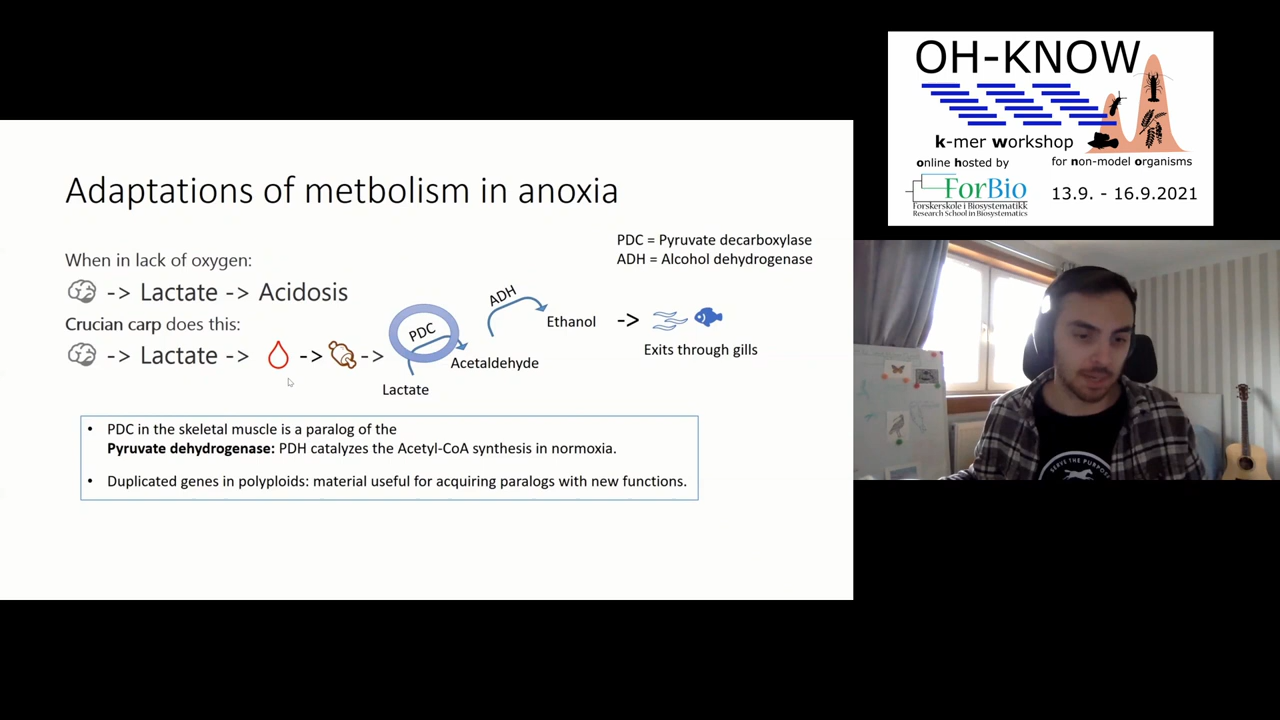 Adaptations of metbolism in anoxia
PDC = Pyruvate decarboxylase
ADH = Alcohol dehydrogenase
When in lack of oxygen:
-> Lactate -> Acidosis
Crucian carp does this:
-> Lactate -> -> ->
PDC
Lactate
Acetaldehyde
ADH
Ethanol
->
Exits through gills
• PDC in the skeletal muscle is a paralog of the
Pyruvate dehydrogenase: PDH catalyzes the Acetyl-CoA synthesis in normoxia.
• Duplicated genes in polyploids: material useful for acquiring paralogs with new functions.
OH-KNOW
k-mer workshop
online hosted by
for non-model organisms
ForBio
Forskerskole i Biosystematikk
Research School in Biosystematics
13.9. - 16.9.2021
SERVE THE PURPOSE